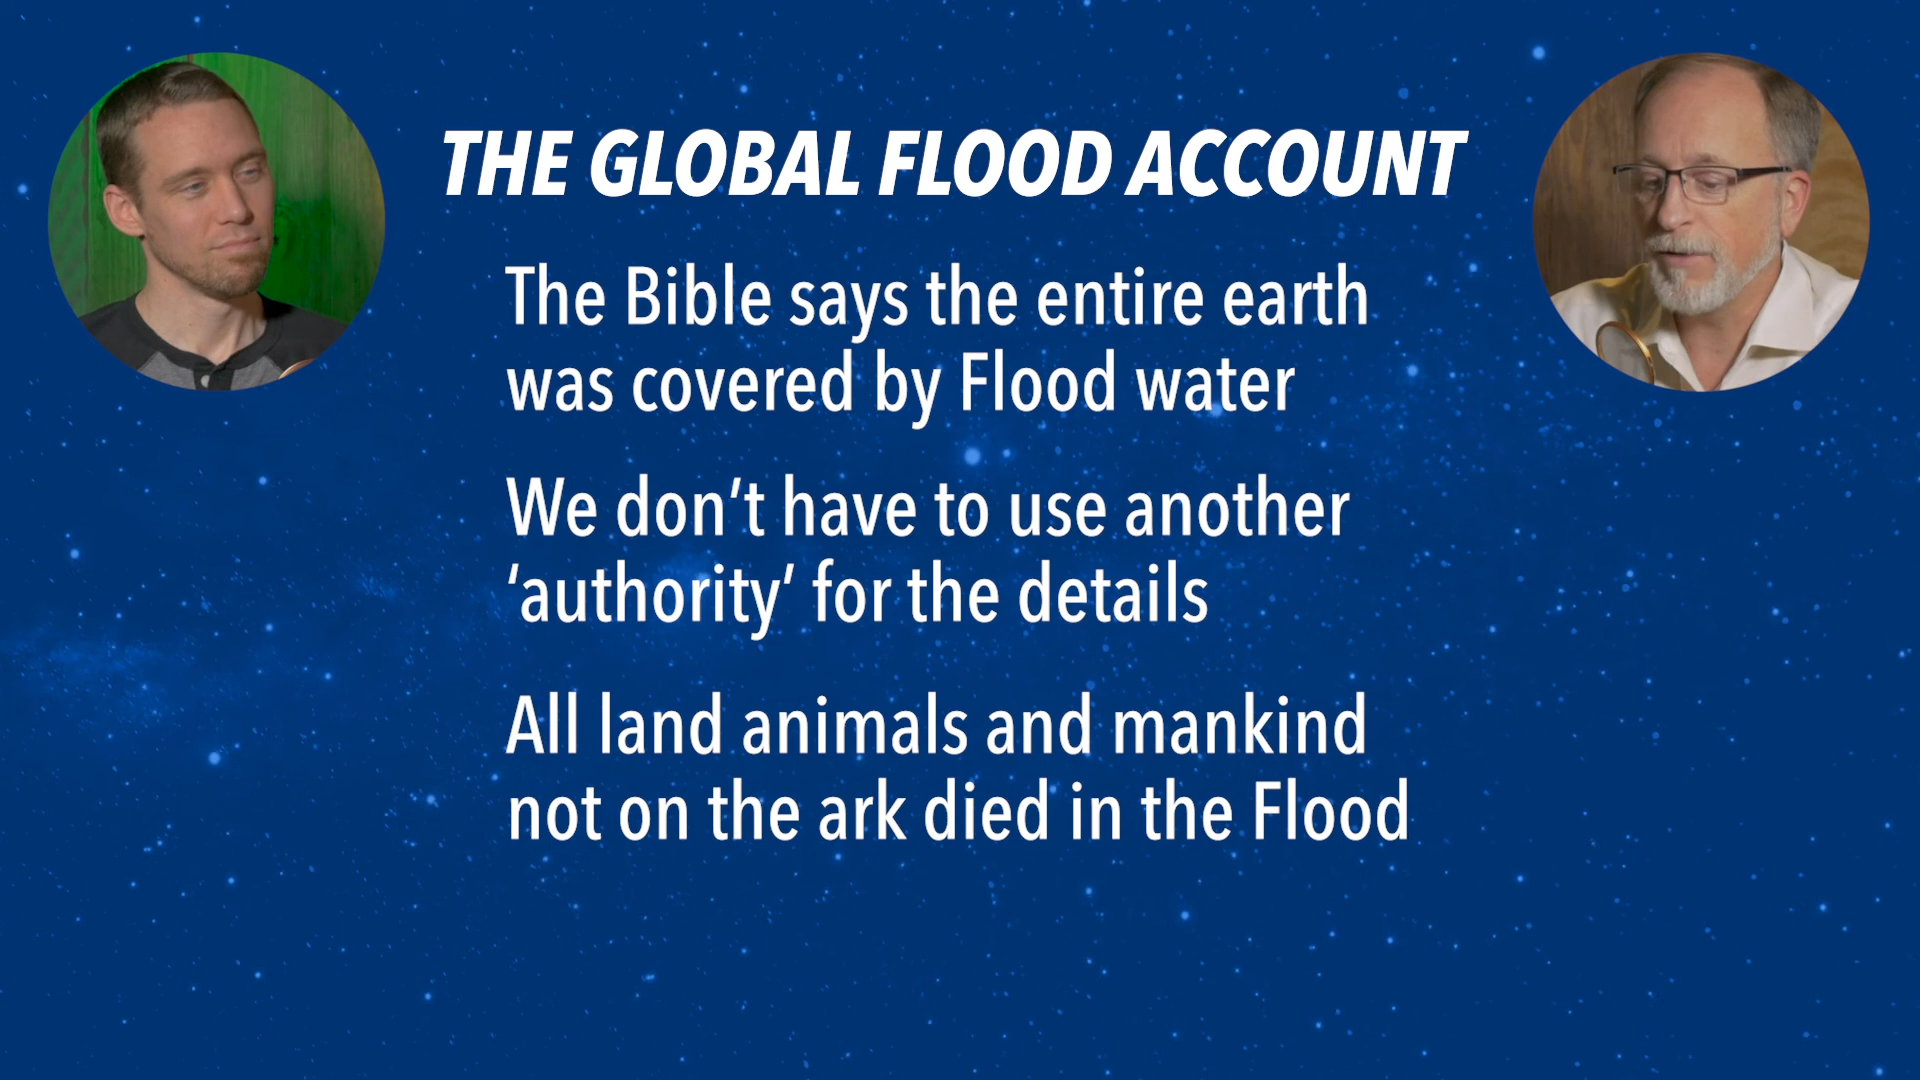 THE GLOBAL FLOOD ACCOUNT
The Bible says the entire earth
was covered by Flood water
We don’t have to use another
‘authority’ for the details
All land animals and mankind
not on the ark died in the Flood